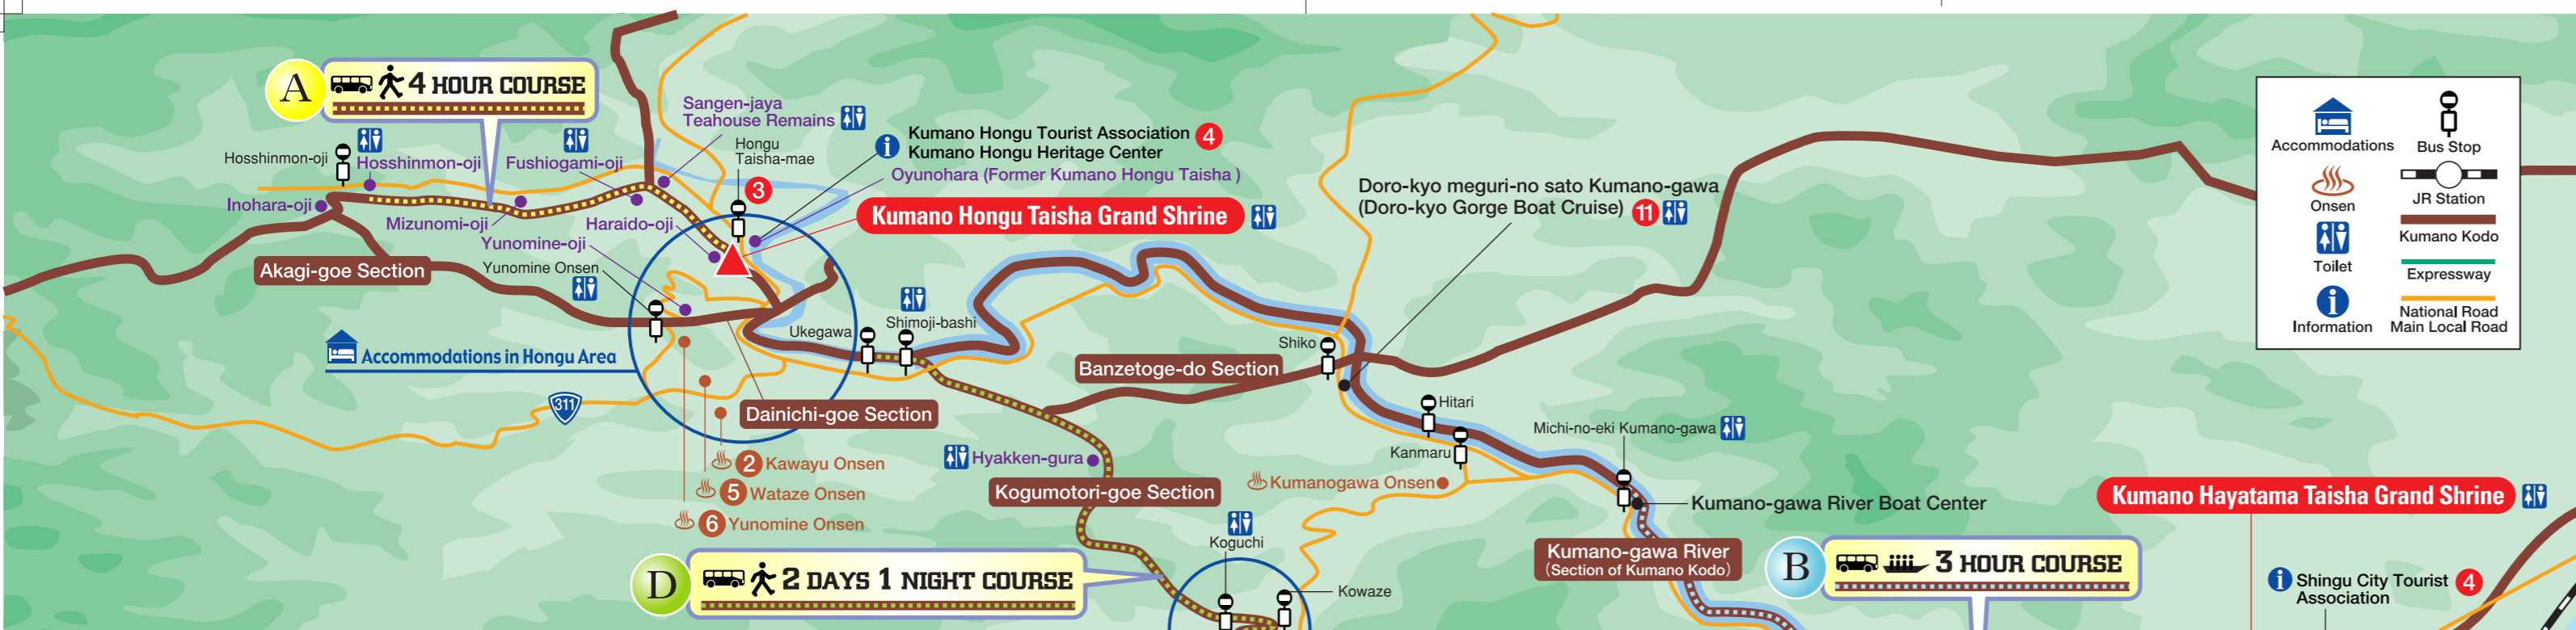 A
4 HOUR COURSE
Sangen-jaya
Teahouse Remains
Hongu
Taisha-mae
3
i
Kumano Hongu Tourist Association
Kumano Hongu Heritage Center
4
Oyunohara (Former Kumano Hongu Taisha )
Kumano Hongu Taisha Grand Shrine
Hosshinmon-oji
Hosshinmon-oji
Fushiogami-oji
Inohara-oji
Mizunomi-oji
Haraido-oji
Yunomine-oji
Yunomine Onsen
Akagi-goe Section
Accommodations in Hongu Area
311
Ukegawa
Shimoji-bashi
Dainichi-goe Section
2 Kawayu Onsen
5 Wataze Onsen
6 Yunomine Onsen
D
2 DAYS 1 NIGHT COURSE
Hyakken-gura
Kogumotori-goe Section
Koguchi
Kowaze
Doro-kyo meguri-no sato Kumano-gawa
(Doro-kyo Gorge Boat Cruise) 11
Shiko
Banzetoge-do Section
Hitari
Kanmaru
Kumanogawa Onsen
Michi-no-eki Kumano-gawa
Kumano-gawa River Boat Center
Kumano-gawa River
(Section of Kumano Kodo)
B
3 HOUR COURSE
Kumano Hayatama Taisha Grand Shrine
i
Shingu City Tourist
Association
4
Accommodations
Bus Stop
Onsen
JR Station
Toilet
Kumano Kodo
Expressway
i
Information
National Road
Main Local Road